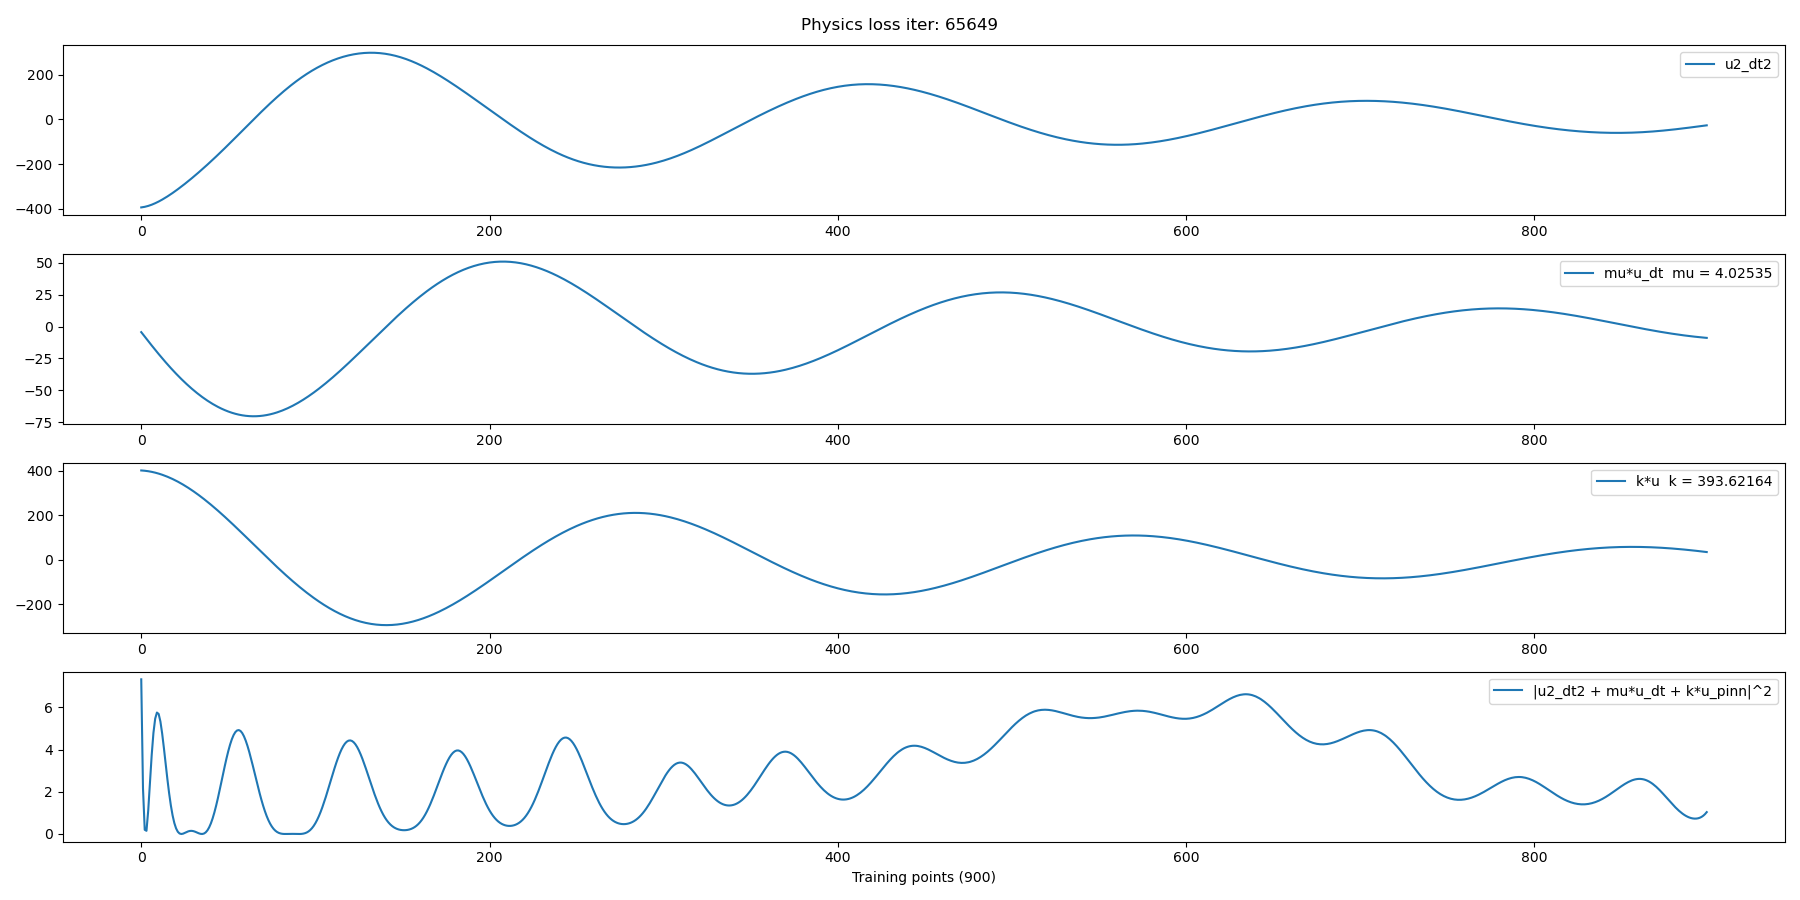 Physics loss iter: 65649
u2_dt2
200
0
−200
−400
0 200 400 600 800
mu*u_dt  mu = 4.02535
50
25
0
−25
−50
−75
0 200 400 600 800
k*u  k = 393.62164
400
200
0
−200
0 200 400 600 800
|u2_dt2 + mu*u_dt + k*u_pinn|^2
6
4
2
0
0 200 400 600 800
Training points (900)